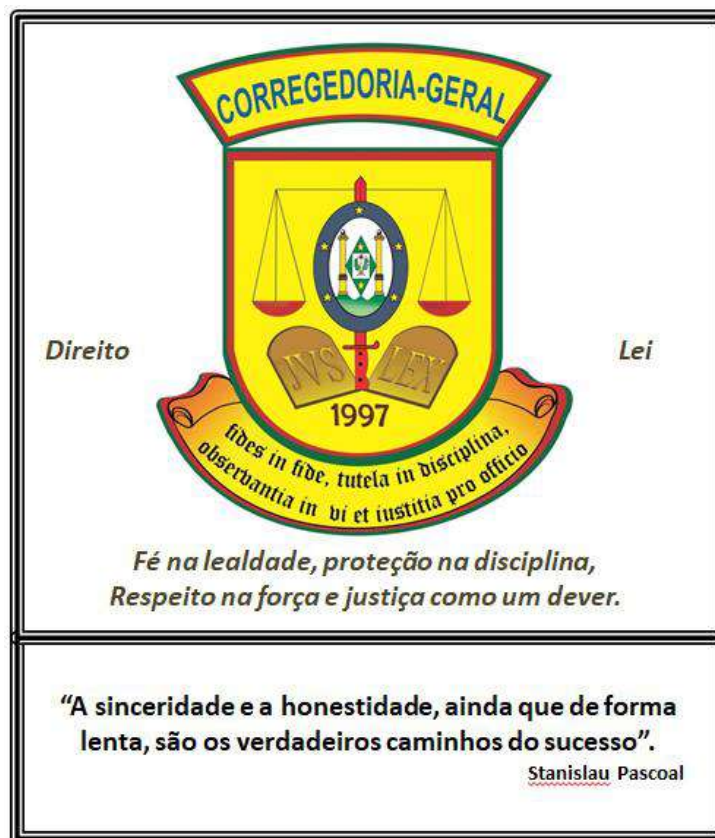 CORREGEDORIA-GERAL
Direito
Lei
JVS LEX
1997
fides in fide, tutela in disciplina,
observantia in vi et iustitia pro officio
Fé na lealdade, proteção na disciplina,
Respeito na força e justiça como um dever.
“A sinceridade e a honestidade, ainda que de forma
lenta, são os verdadeiros caminhos do sucesso”.
Stanislau Pascoal